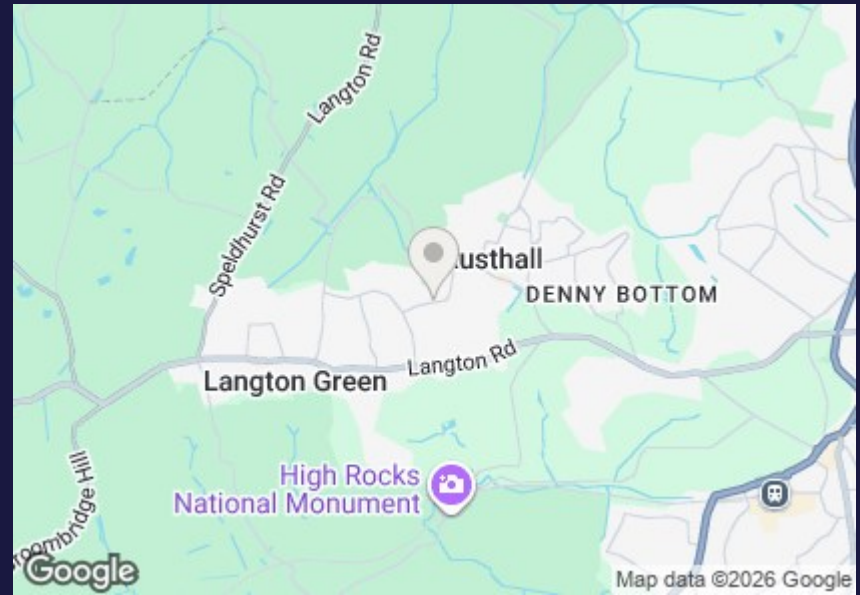 Langton Rd
Speldhurst Rd
usthall
DENNY BOTTOM
Langton Rd
Langton Green
High Rocks
National Monument
roombridge Hill
Google
Map data ©2026 Google